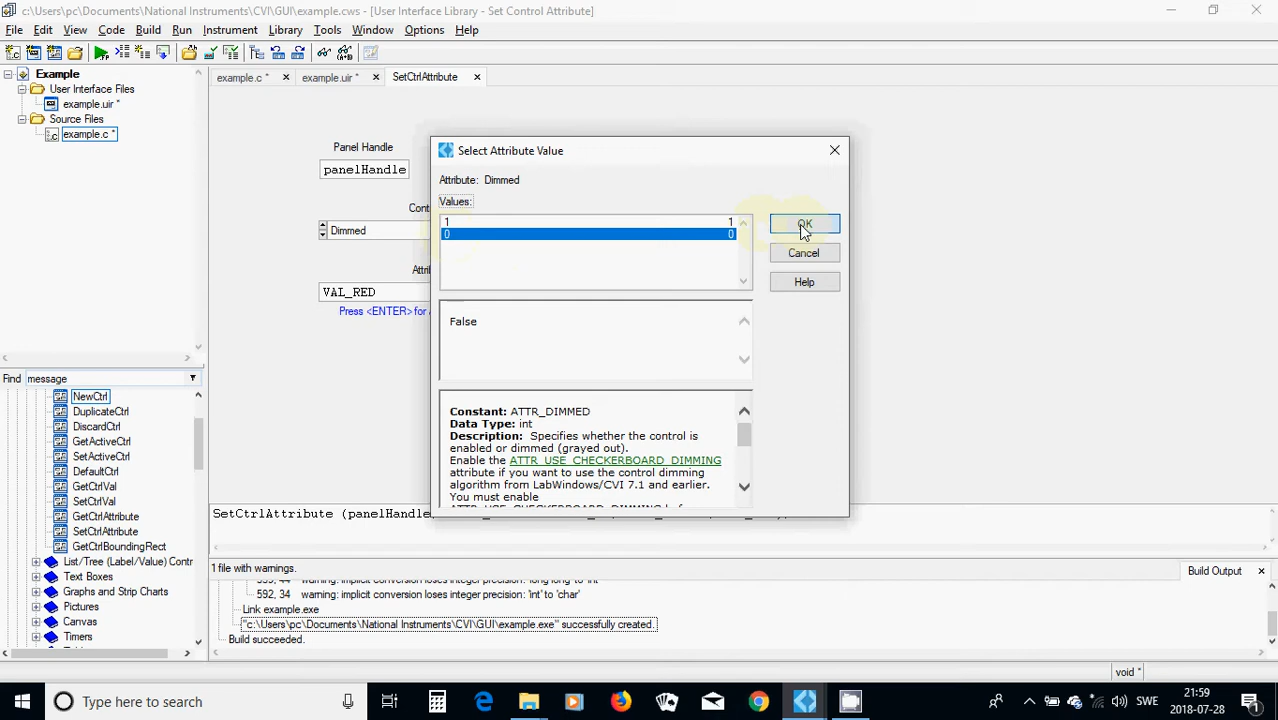 c:\Users\pc\Documents\National Instruments\CVI\GUI\example.cws - [User Interface Library - Set Control Attribute]
File Edit View Code Build Run Instrument Library Tools Window Options Help
Example
User Interface Files
example.uir *
Source Files
example.c *
example.c * example.uir * SetCtrlAttribute
Panel Handle
panelHandle
Dimmed
VAL_RED
Press <ENTER> for
Select Attribute Value
Attribute: Dimmed
Values:
1 1
0 0
OK
Cancel
Help
False
Constant: ATTR_DIMMED
Data Type: int
Description: Specifies whether the control is
enabled or dimmed (grayed out).
Enable the ATTR_USE_CHECKERBOARD_DIMMING
attribute if you want to use the control dimming
algorithm from LabWindows/CVI 7.1 and earlier.
You must enable
Find message
NewCtrl
DuplicateCtrl
DiscardCtrl
GetActiveCtrl
SetActiveCtrl
DefaultCtrl
GetCtrlVal
SetCtrlVal
GetCtrlAttribute
SetCtrlAttribute
GetCtrlBoundingRect
List/Tree (Label/Value) Contr
Text Boxes
Graphs and Strip Charts
Pictures
Canvas
Timers
SetCtrlAttribute (panelHandle
1 file with warnings.
Build Output
592, 34 warning: implicit conversion loses integer precision: 'int' to 'char'
Link example.exe
"c:\Users\pc\Documents\National Instruments\CVI\GUI\example.exe" successfully created.
Build succeeded.
void *
Type here to search
SWE
21:59
2018-07-28